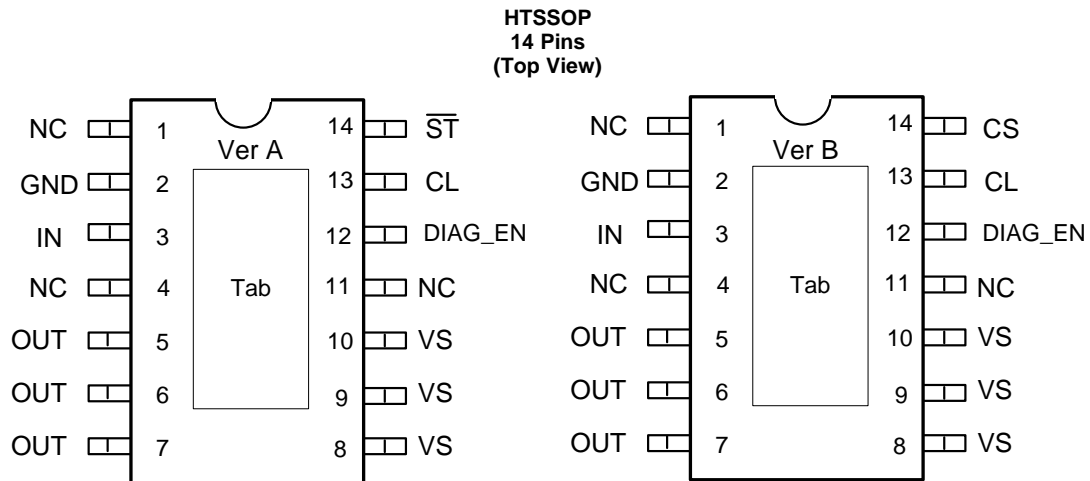 HTSSOP
14 Pins
(Top View)
Ver A
NC 1 14 S̅T̅
GND 2 13 CL
IN 3 12 DIAG_EN
NC 4 Tab 11 NC
OUT 5 10 VS
OUT 6 9 VS
OUT 7 8 VS
Ver B
NC 1 14 CS
GND 2 13 CL
IN 3 12 DIAG_EN
NC 4 Tab 11 NC
OUT 5 10 VS
OUT 6 9 VS
OUT 7 8 VS